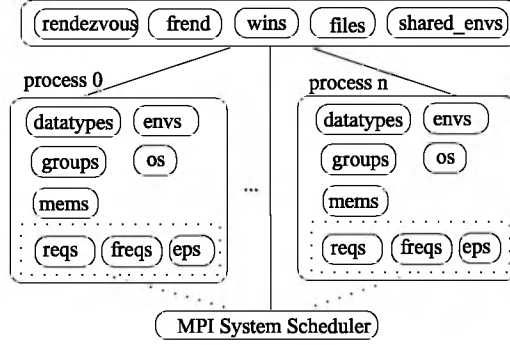 rendezvous frend wins files shared_envs
process 0
process n
datatypes envs
datatypes envs
groups os
groups os
...
mems
mems
reqs freqs eps
reqs freqs eps
MPI System Scheduler